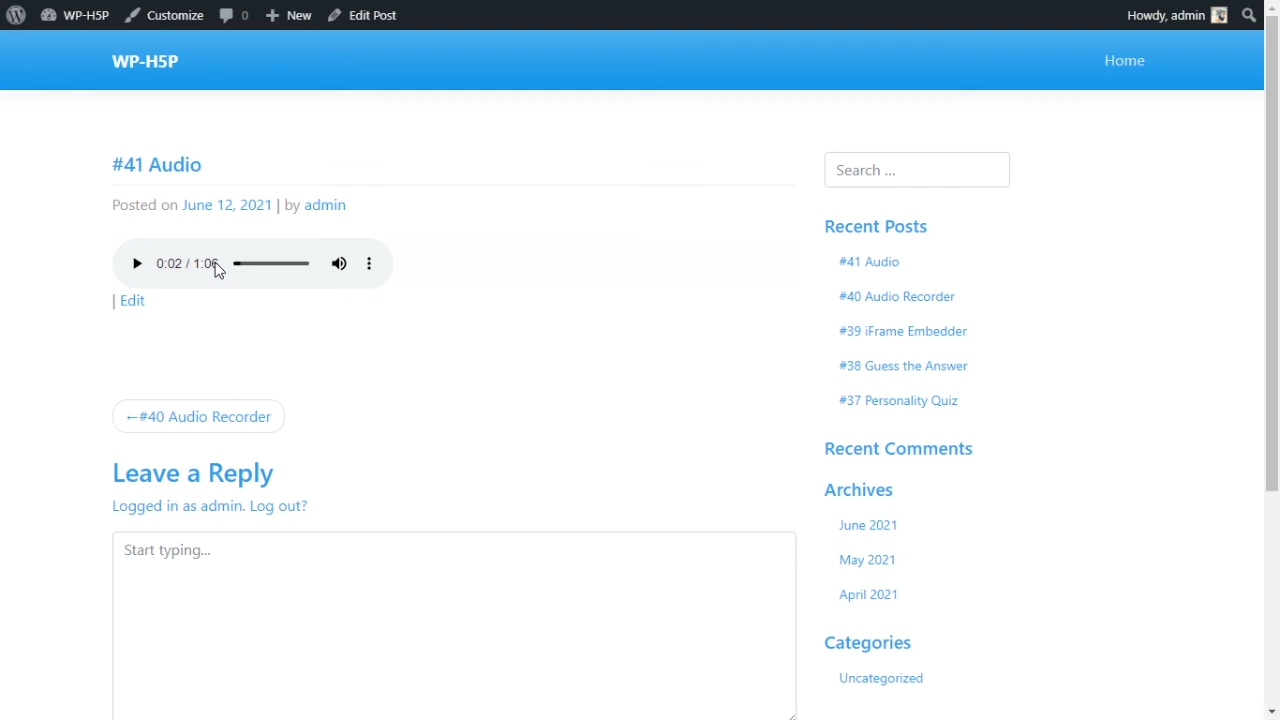 WP-H5P Customize 0 New Edit Post Howdy, admin
WP-H5P Home
#41 Audio
Posted on June 12, 2021 | by admin
0:02 / 1:06
| Edit
←#40 Audio Recorder
Leave a Reply
Logged in as admin. Log out?
Start typing...
Search ...
Recent Posts
#41 Audio
#40 Audio Recorder
#39 iFrame Embedder
#38 Guess the Answer
#37 Personality Quiz
Recent Comments
Archives
June 2021
May 2021
April 2021
Categories
Uncategorized